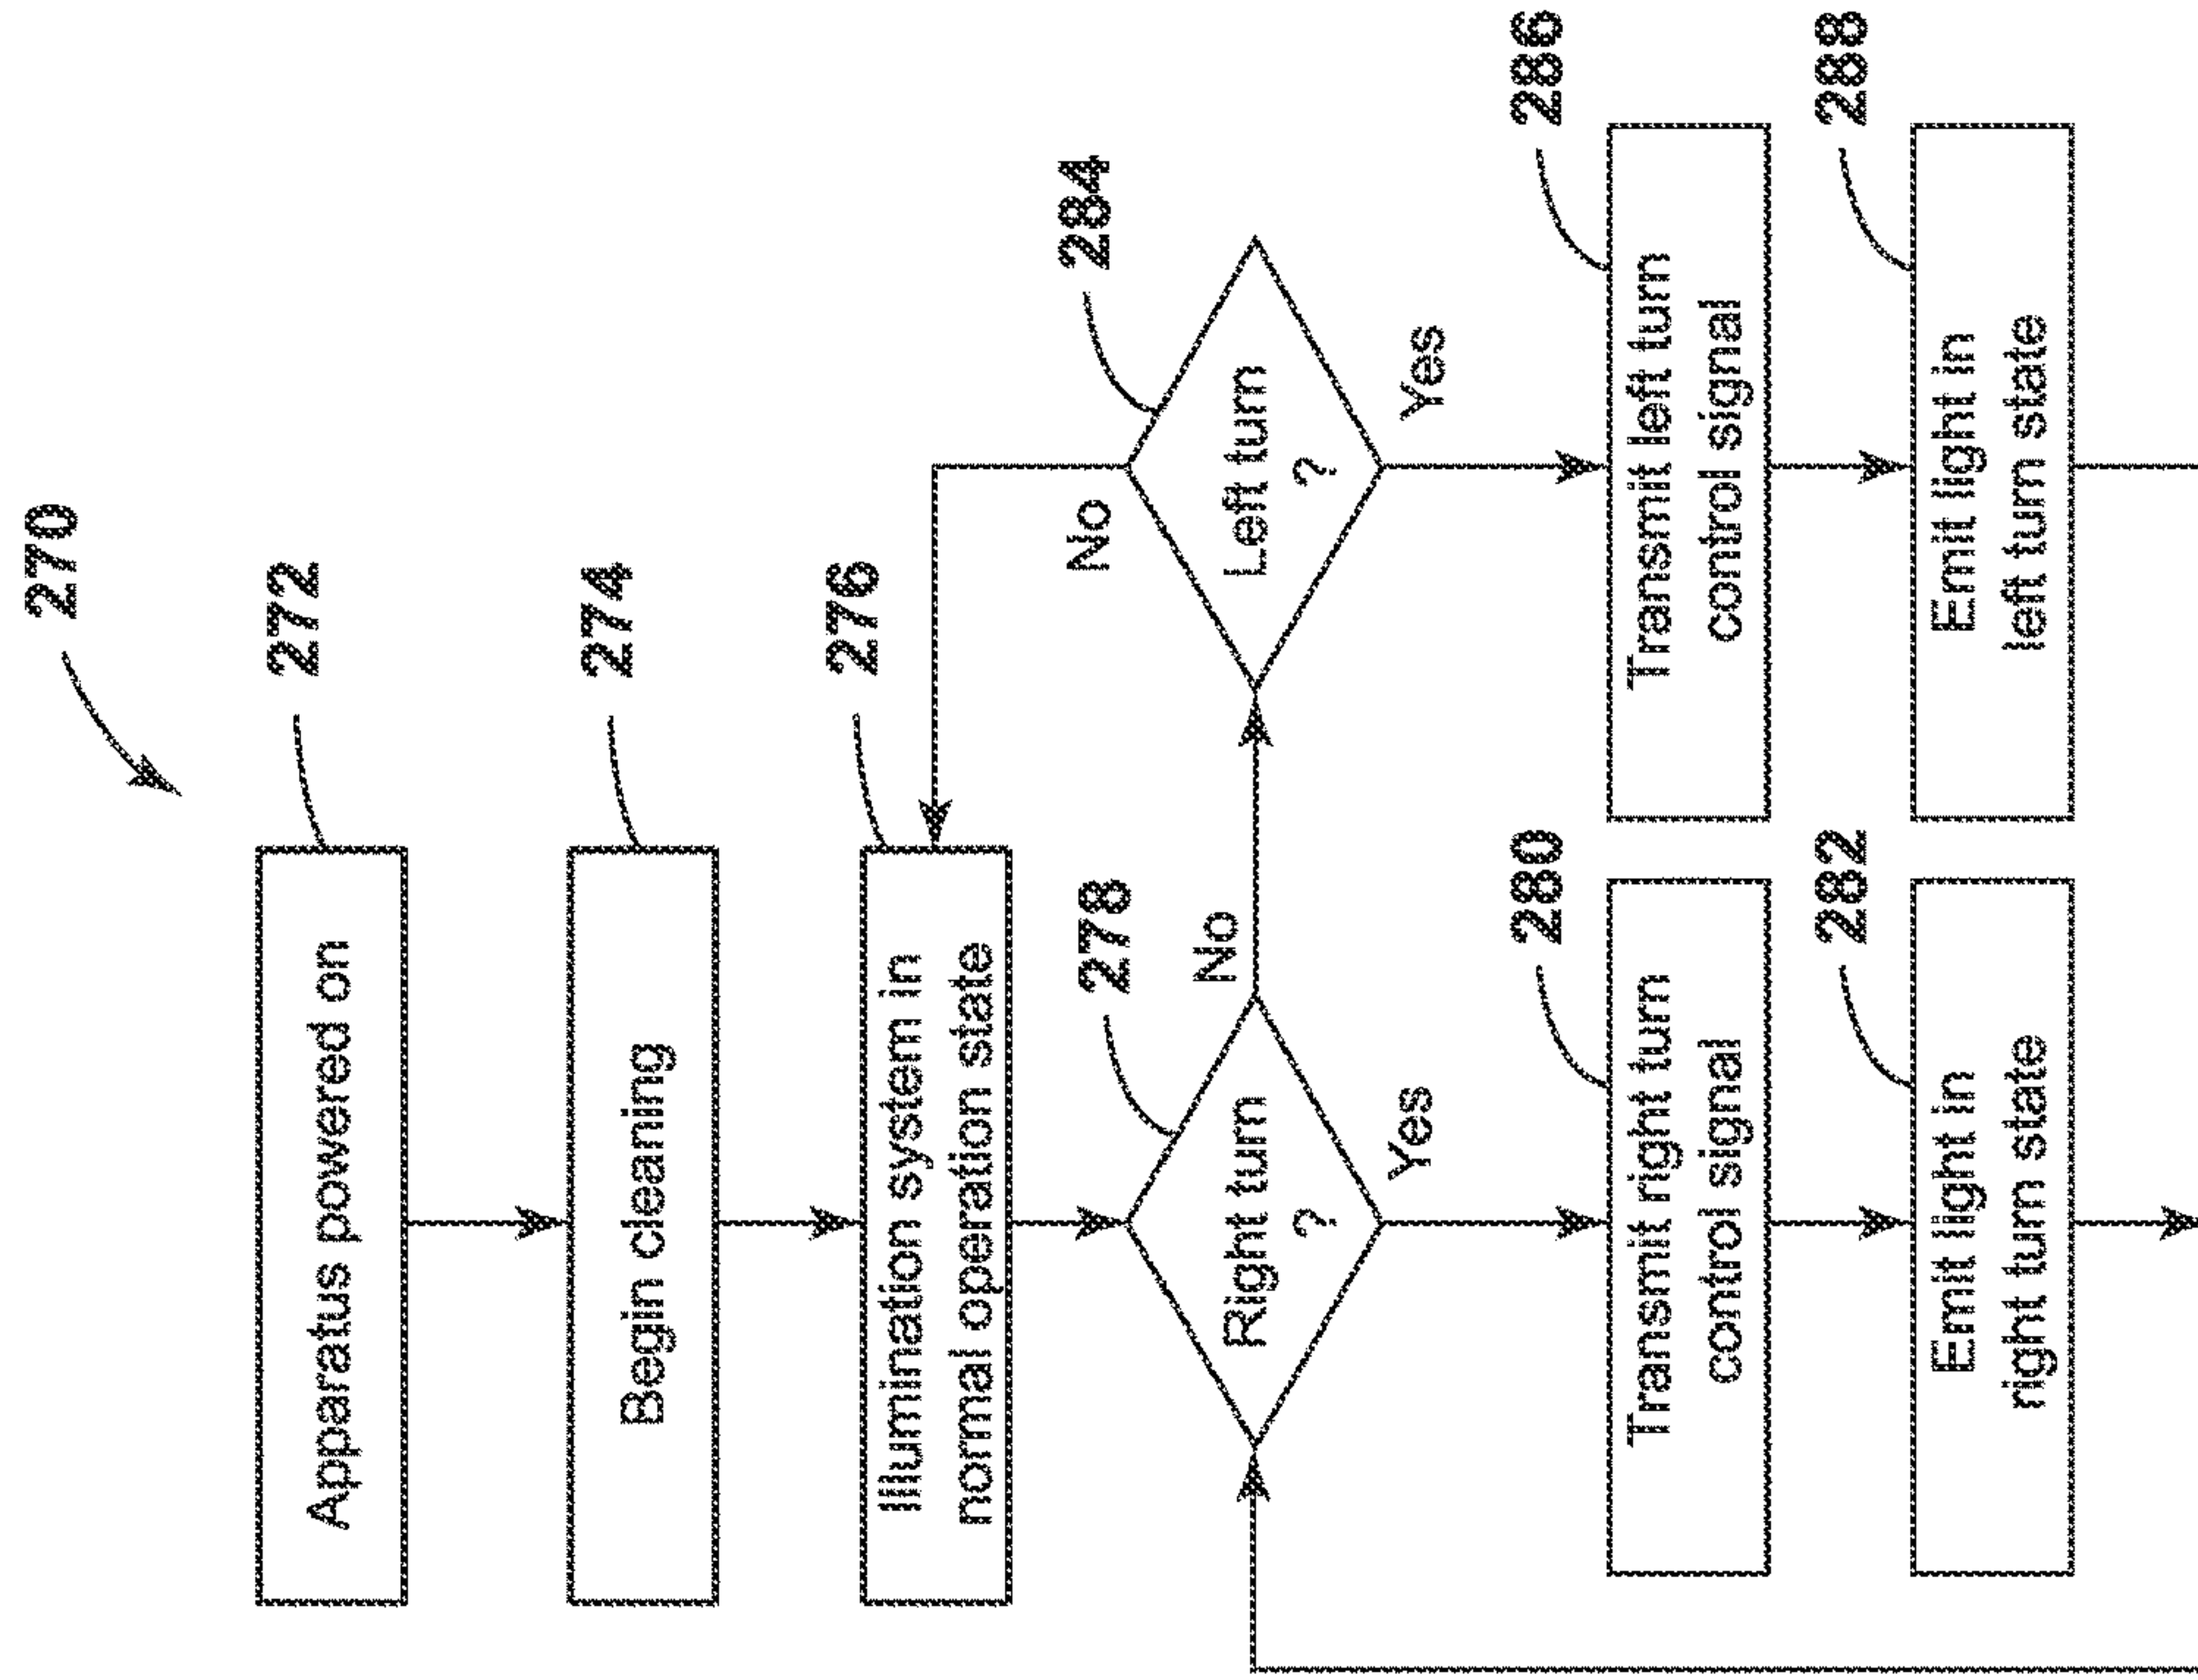 270
Apparatus powered on
272
Begin cleaning
274
Illumination system in
normal operation state
276
Right turn
?
278
No
Yes
Left turn
?
284
No
Yes
Transmit right turn
control signal
280
Transmit left turn
control signal
286
Emit light in
right turn state
282
Emit light in
left turn state
288